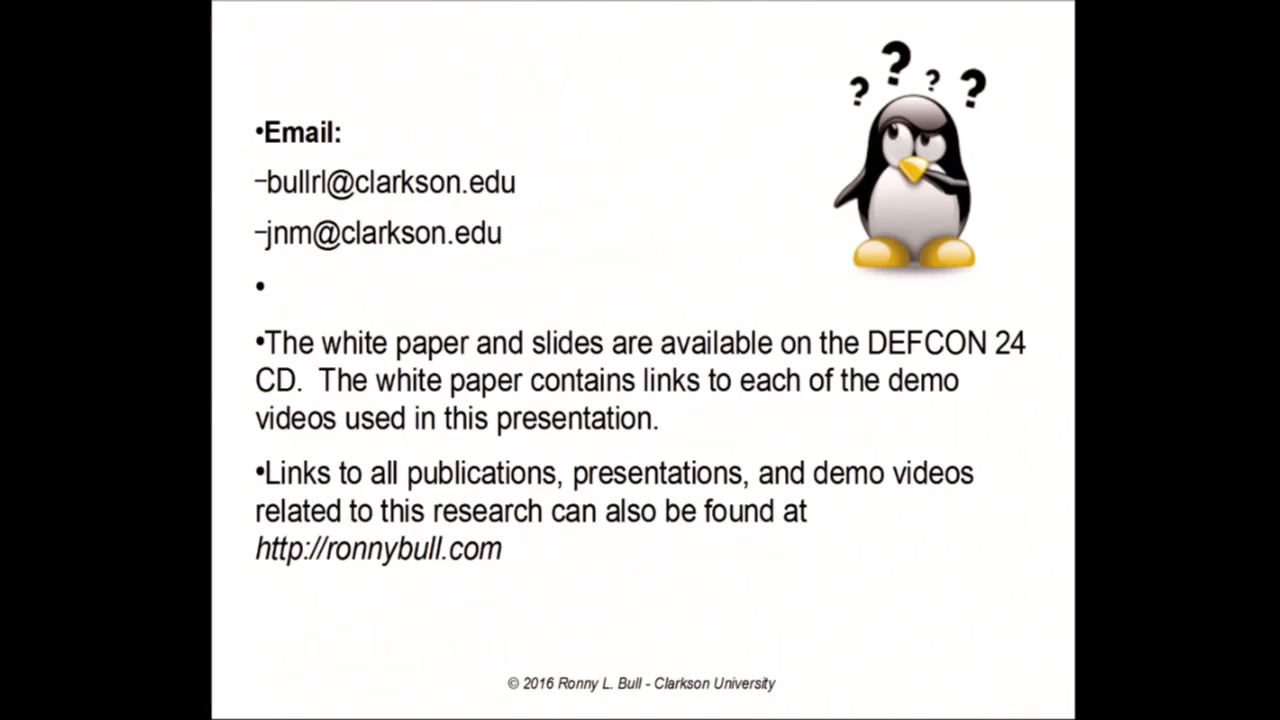 ? ? ? ?
•Email:
–bullrl@clarkson.edu
–jnm@clarkson.edu
•
•The white paper and slides are available on the DEFCON 24
CD.  The white paper contains links to each of the demo
videos used in this presentation.
•Links to all publications, presentations, and demo videos
related to this research can also be found at
http://ronnybull.com
© 2016 Ronny L. Bull - Clarkson University